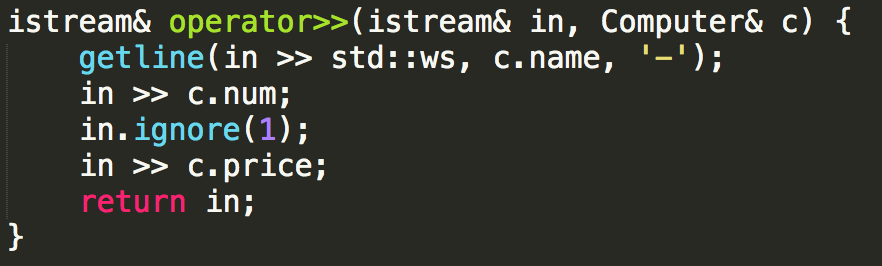 istream& operator>>(istream& in, Computer& c) {
    getline(in >> std::ws, c.name, '-');
    in >> c.num;
    in.ignore(1);
    in >> c.price;
    return in;
}